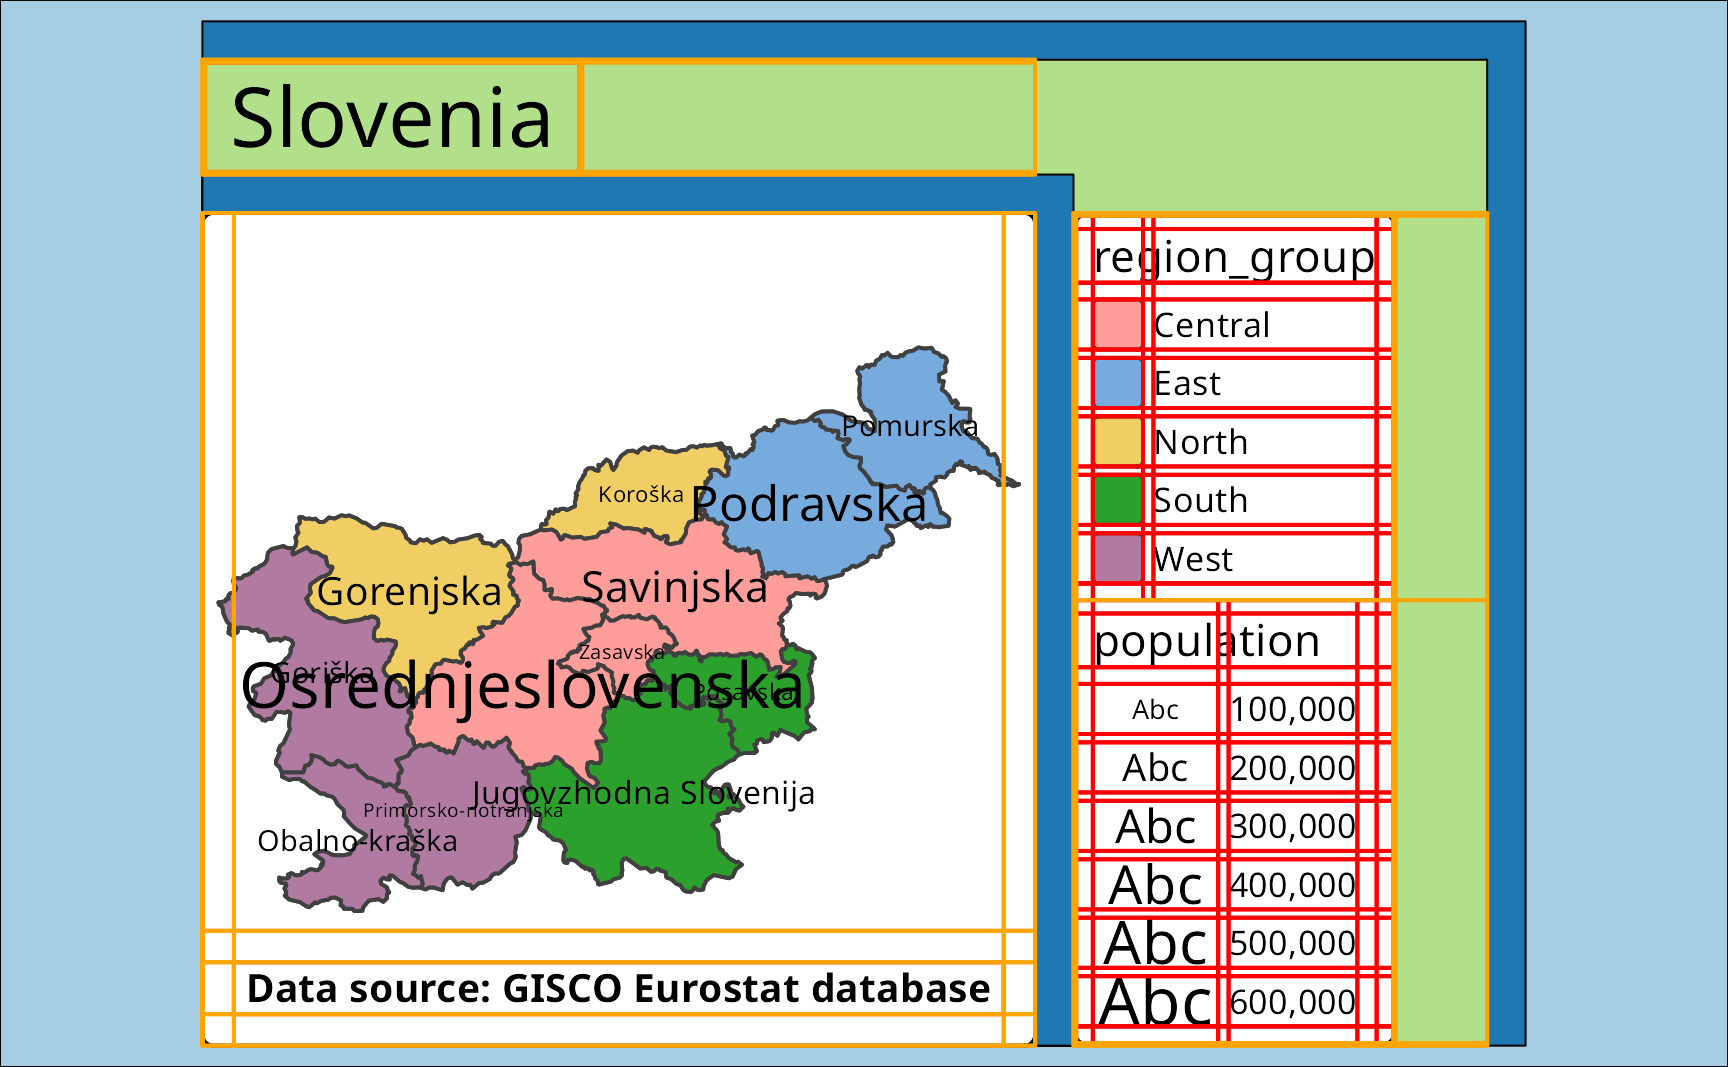 Slovenia
region_group
Central
East
North
South
West
population
Abc 100,000
Abc 200,000
Abc 300,000
Abc 400,000
Abc 500,000
Abc 600,000
Pomurska
Koroška
Podravska
Gorenjska
Savinjska
Zasavska
Goriška
Osrednjeslovenska
Posavska
Jugovzhodna Slovenija
Primorsko-notranjska
Obalno-kraška
Data source: GISCO Eurostat database